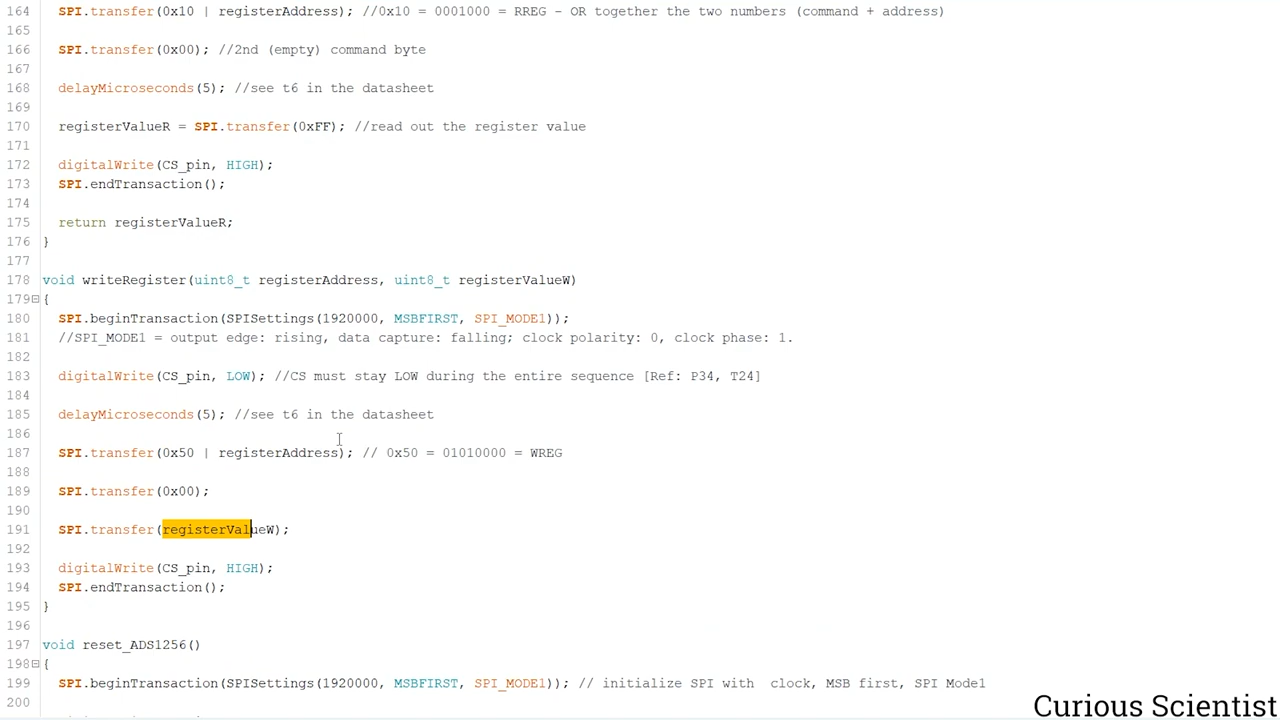 164 SPI.transfer(0x10 | registerAddress); //0x10 = 0001000 = RREG - OR together the two numbers (command + address)
165
166 SPI.transfer(0x00); //2nd (empty) command byte
167
168 delayMicroseconds(5); //see t6 in the datasheet
169
170 registerValueR = SPI.transfer(0xFF); //read out the register value
171
172 digitalWrite(CS_pin, HIGH);
173 SPI.endTransaction();
174
175 return registerValueR;
176 }
177
178 void writeRegister(uint8_t registerAddress, uint8_t registerValueW)
179 {
180 SPI.beginTransaction(SPISettings(1920000, MSBFIRST, SPI_MODE1));
181 //SPI_MODE1 = output edge: rising, data capture: falling; clock polarity: 0, clock phase: 1.
182
183 digitalWrite(CS_pin, LOW); //CS must stay LOW during the entire sequence [Ref: P34, T24]
184
185 delayMicroseconds(5); //see t6 in the datasheet
186
187 SPI.transfer(0x50 | registerAddress); // 0x50 = 01010000 = WREG
188
189 SPI.transfer(0x00);
190
191 SPI.transfer(registerValueW);
192
193 digitalWrite(CS_pin, HIGH);
194 SPI.endTransaction();
195 }
196
197 void reset_ADS1256()
198 {
199 SPI.beginTransaction(SPISettings(1920000, MSBFIRST, SPI_MODE1)); // initialize SPI with  clock, MSB first, SPI Mode1
200
Curious Scientist